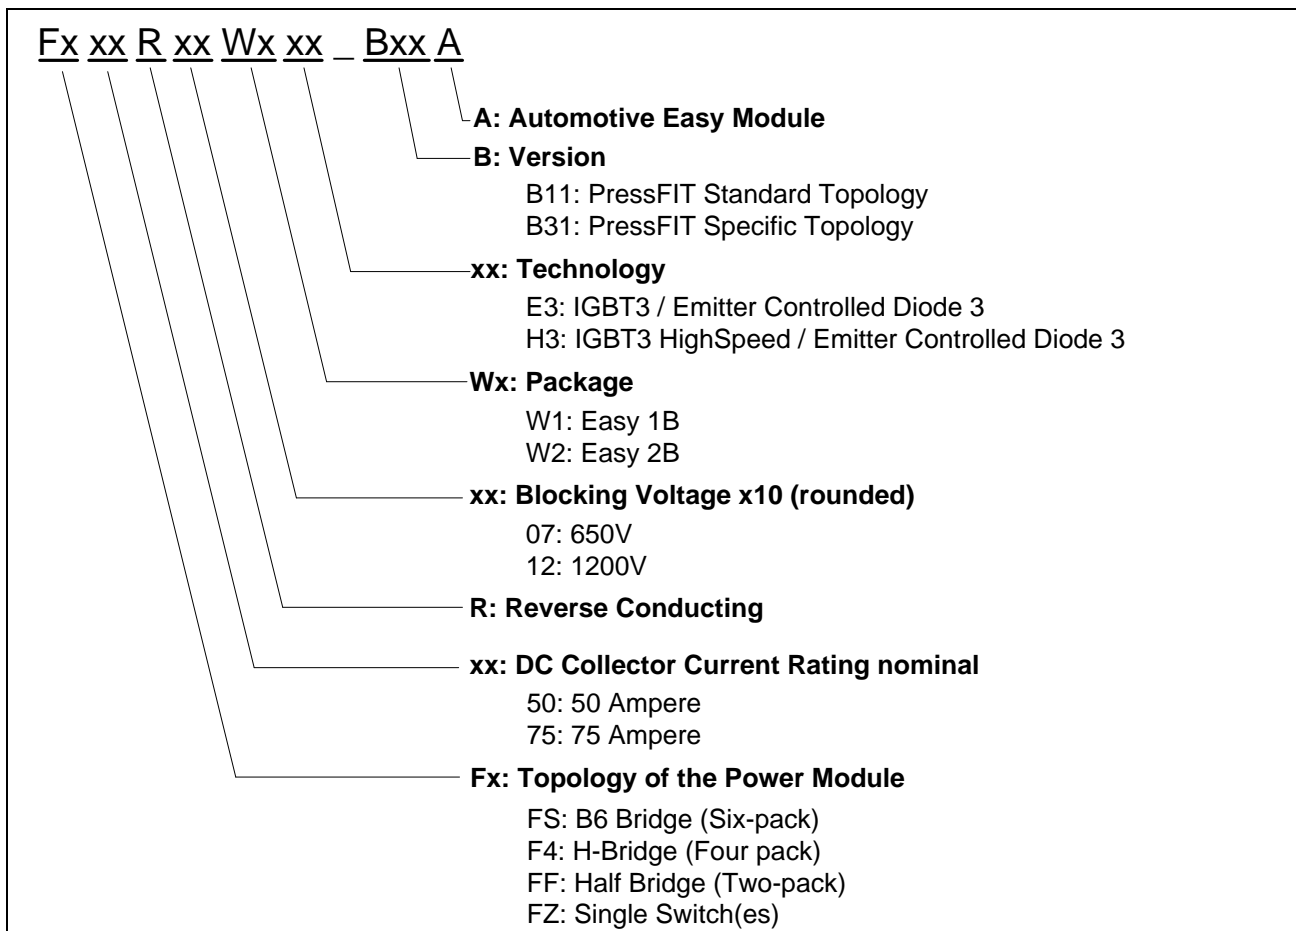 Fx xx R xx Wx xx _ Bxx A
A: Automotive Easy Module
B: Version
B11: PressFIT Standard Topology
B31: PressFIT Specific Topology
xx: Technology
E3: IGBT3 / Emitter Controlled Diode 3
H3: IGBT3 HighSpeed / Emitter Controlled Diode 3
Wx: Package
W1: Easy 1B
W2: Easy 2B
xx: Blocking Voltage x10 (rounded)
07: 650V
12: 1200V
R: Reverse Conducting
xx: DC Collector Current Rating nominal
50: 50 Ampere
75: 75 Ampere
Fx: Topology of the Power Module
FS: B6 Bridge (Six-pack)
F4: H-Bridge (Four pack)
FF: Half Bridge (Two-pack)
FZ: Single Switch(es)